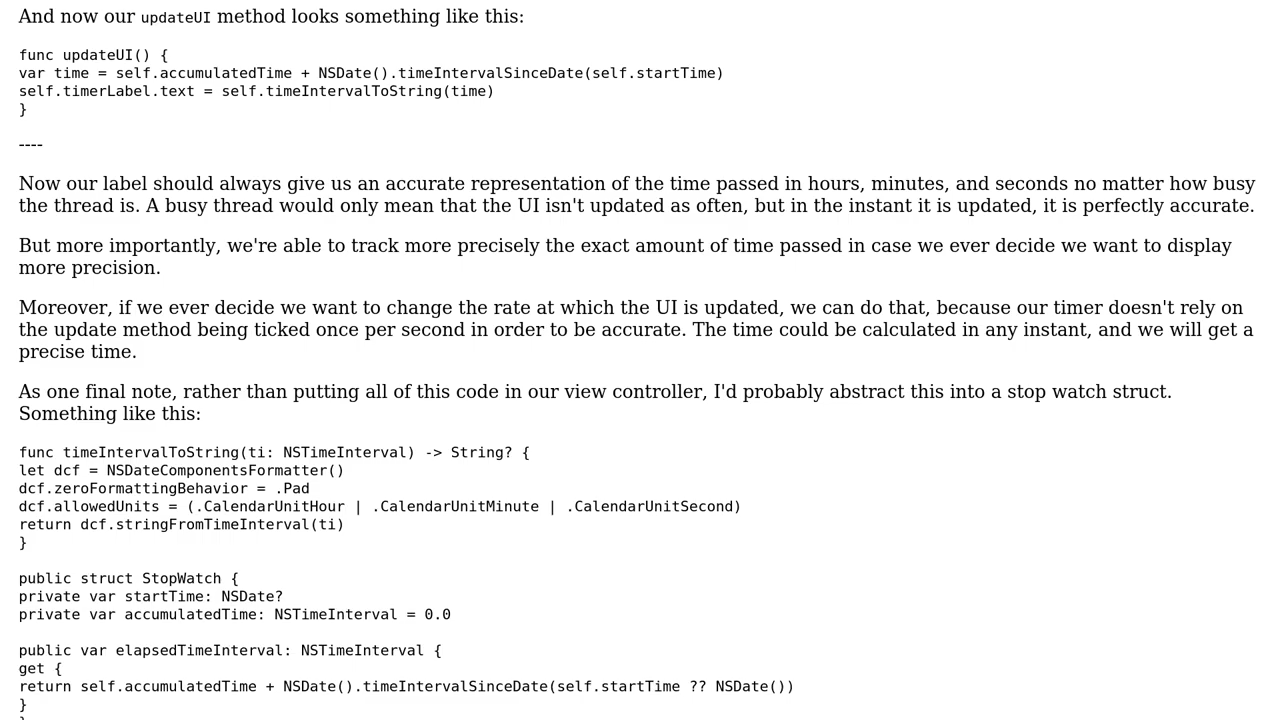 And now our updateUI method looks something like this:
func updateUI() {
var time = self.accumulatedTime + NSDate().timeIntervalSinceDate(self.startTime)
self.timerLabel.text = self.timeIntervalToString(time)
}
----
Now our label should always give us an accurate representation of the time passed in hours, minutes, and seconds no matter how busy
the thread is. A busy thread would only mean that the UI isn't updated as often, but in the instant it is updated, it is perfectly accurate.
But more importantly, we're able to track more precisely the exact amount of time passed in case we ever decide we want to display
more precision.
Moreover, if we ever decide we want to change the rate at which the UI is updated, we can do that, because our timer doesn't rely on
the update method being ticked once per second in order to be accurate. The time could be calculated in any instant, and we will get a
precise time.
As one final note, rather than putting all of this code in our view controller, I'd probably abstract this into a stop watch struct.
Something like this:
func timeIntervalToString(ti: NSTimeInterval) -> String? {
let dcf = NSDateComponentsFormatter()
dcf.zeroFormattingBehavior = .Pad
dcf.allowedUnits = (.CalendarUnitHour | .CalendarUnitMinute | .CalendarUnitSecond)
return dcf.stringFromTimeInterval(ti)
}
public struct StopWatch {
private var startTime: NSDate?
private var accumulatedTime: NSTimeInterval = 0.0
public var elapsedTimeInterval: NSTimeInterval {
get {
return self.accumulatedTime + NSDate().timeIntervalSinceDate(self.startTime ?? NSDate())
}
}